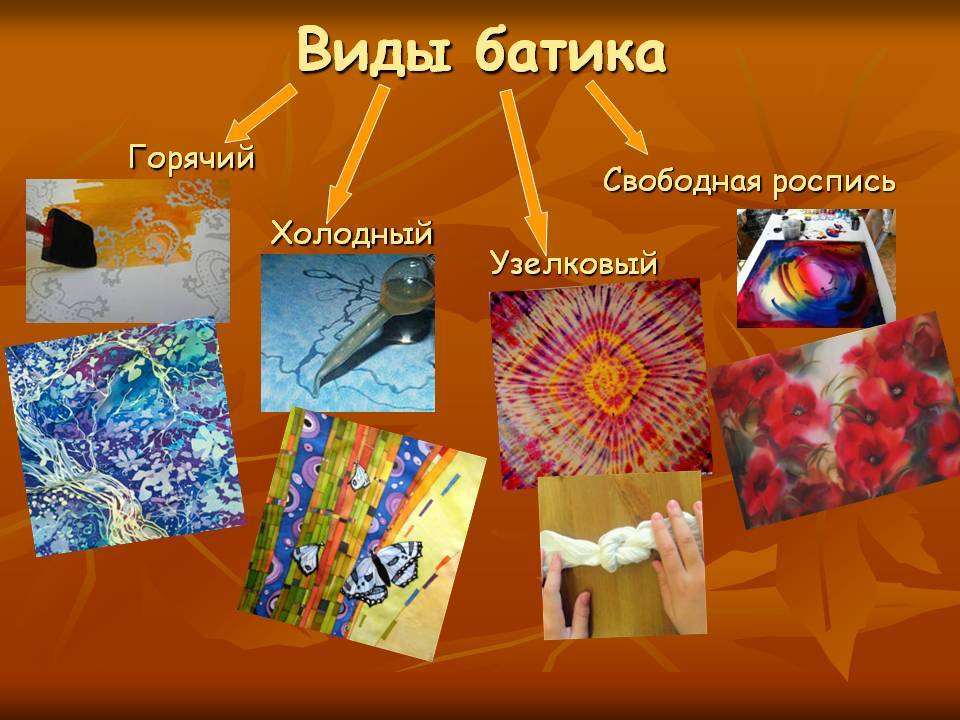 Виды батика
Горячий
Холодный
Узелковый
Свободная роспись